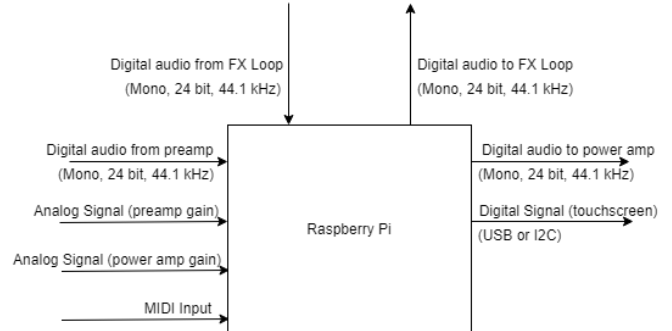 Digital audio from FX Loop
(Mono, 24 bit, 44.1 kHz)
Digital audio to FX Loop
(Mono, 24 bit, 44.1 kHz)
Digital audio from preamp
(Mono, 24 bit, 44.1 kHz)
Analog Signal (preamp gain)
Analog Signal (power amp gain)
MIDI Input
Raspberry Pi
Digital audio to power amp
(Mono, 24 bit, 44.1 kHz)
Digital Signal (touchscreen)
(USB or I2C)